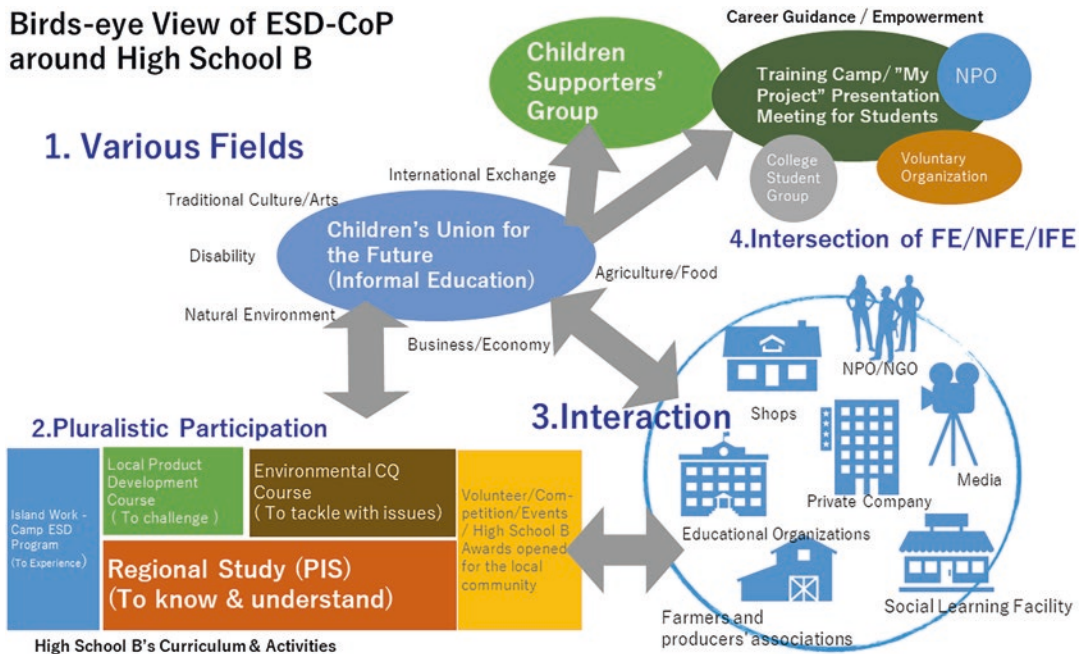 Birds-eye View of ESD-CoP
around High School B
Career Guidance / Empowerment
Children
Supporters'
Group
Training Camp/ "My
Project" Presentation
Meeting for Students
NPO
College
Student
Group
Voluntary
Organization
1. Various Fields
International Exchange
Traditional Culture/Arts
Disability
Natural Environment
Children's Union for
the Future
(Informal Education)
Agriculture/Food
Business/Economy
4.Intersection of FE/NFE/IFE
2.Pluralistic Participation
Island Work -
Camp ESD
Program
(To Experience)
Local Product
Development
Course
( To challenge )
Environmental CQ
Course
( To tackle with issues)
Regional Study (PIS)
(To know & understand)
Volunteer/Com-
petition/Events
/ High School B
Awards opened
for the local
community
High School B's Curriculum & Activities
3.Interaction
NPO/NGO
Shops
Media
Private Company
Educational Organizations
Farmers and
producers' associations
Social Learning Facility